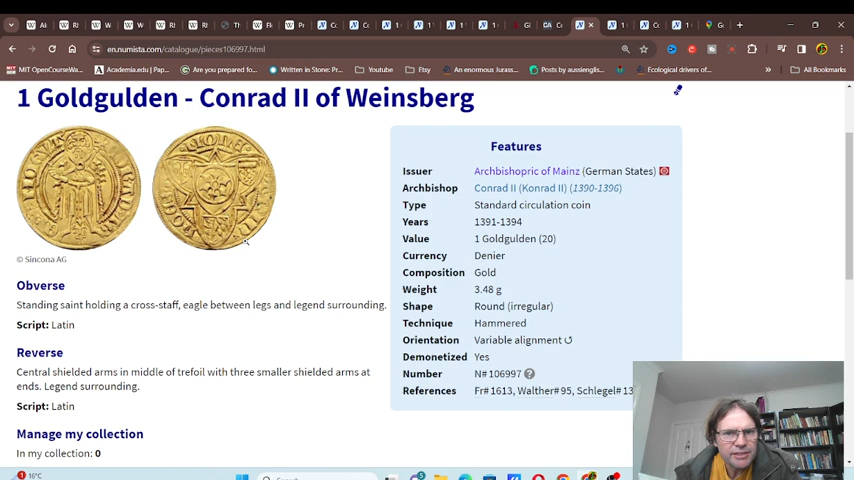 en.numista.com/catalogue/pieces106997.html
MIT OpenCourseWa... Academia.edu | Pap... Are you prepared fo... Written in Stone: Pr... Youtube Etsy An enormous Jurass... Posts by aussienglis... Ecological drivers of... » All Bookmarks
1 Goldgulden - Conrad II of Weinsberg
© Sincona AG
Obverse
Standing saint holding a cross-staff, eagle between legs and legend surrounding.
Script: Latin
Reverse
Central shielded arms in middle of trefoil with three smaller shielded arms at
ends. Legend surrounding.
Script: Latin
Manage my collection
In my collection: 0
Features
Issuer Archbishopric of Mainz (German States)
Archbishop Conrad II (Konrad II) (1390-1396)
Type Standard circulation coin
Years 1391-1394
Value 1 Goldgulden (20)
Currency Denier
Composition Gold
Weight 3.48 g
Shape Round (irregular)
Technique Hammered
Orientation Variable alignment ↺
Demonetized Yes
Number N# 106997
References Fr# 1613, Walther# 95, Schlegel# 13
16°C
Search